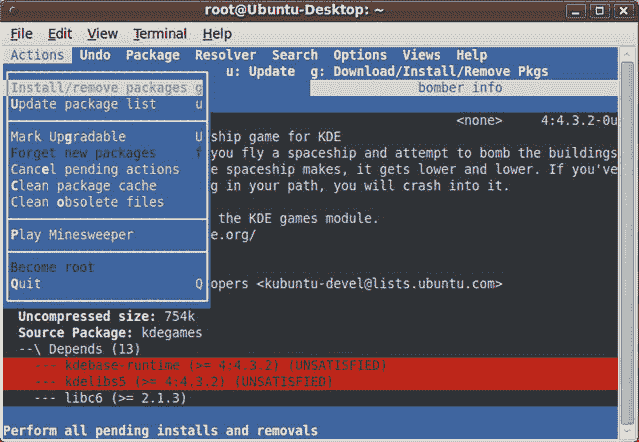 root@Ubuntu-Desktop: ~
File Edit View Terminal Help
Actions Undo Package Resolver Search Options Views Help
u: Update g: Download/Install/Remove Pkgs
Install/remove packages g bomber info
Update package list u
<none> 4:4.3.2-0u
Mark Upgradable U ship game for KDE
Forget new packages f you fly a spaceship and attempt to bomb the buildings
Cancel pending actions e spaceship makes, it gets lower and lower. If you've
Clean package cache g in your path, you will crash into it.
Clean obsolete files
the KDE games module.
Play Minesweeper e.org/
Become root
Quit Q opers <kubuntu-devel@lists.ubuntu.com>
Uncompressed size: 754k
Source Package: kdegames
--\ Depends (13)
--- kdebase-runtime (>= 4:4.3.2) (UNSATISFIED)
--- kdelibs5 (>= 4:4.3.2) (UNSATISFIED)
--- libc6 (>= 2.1.3)
Perform all pending installs and removals